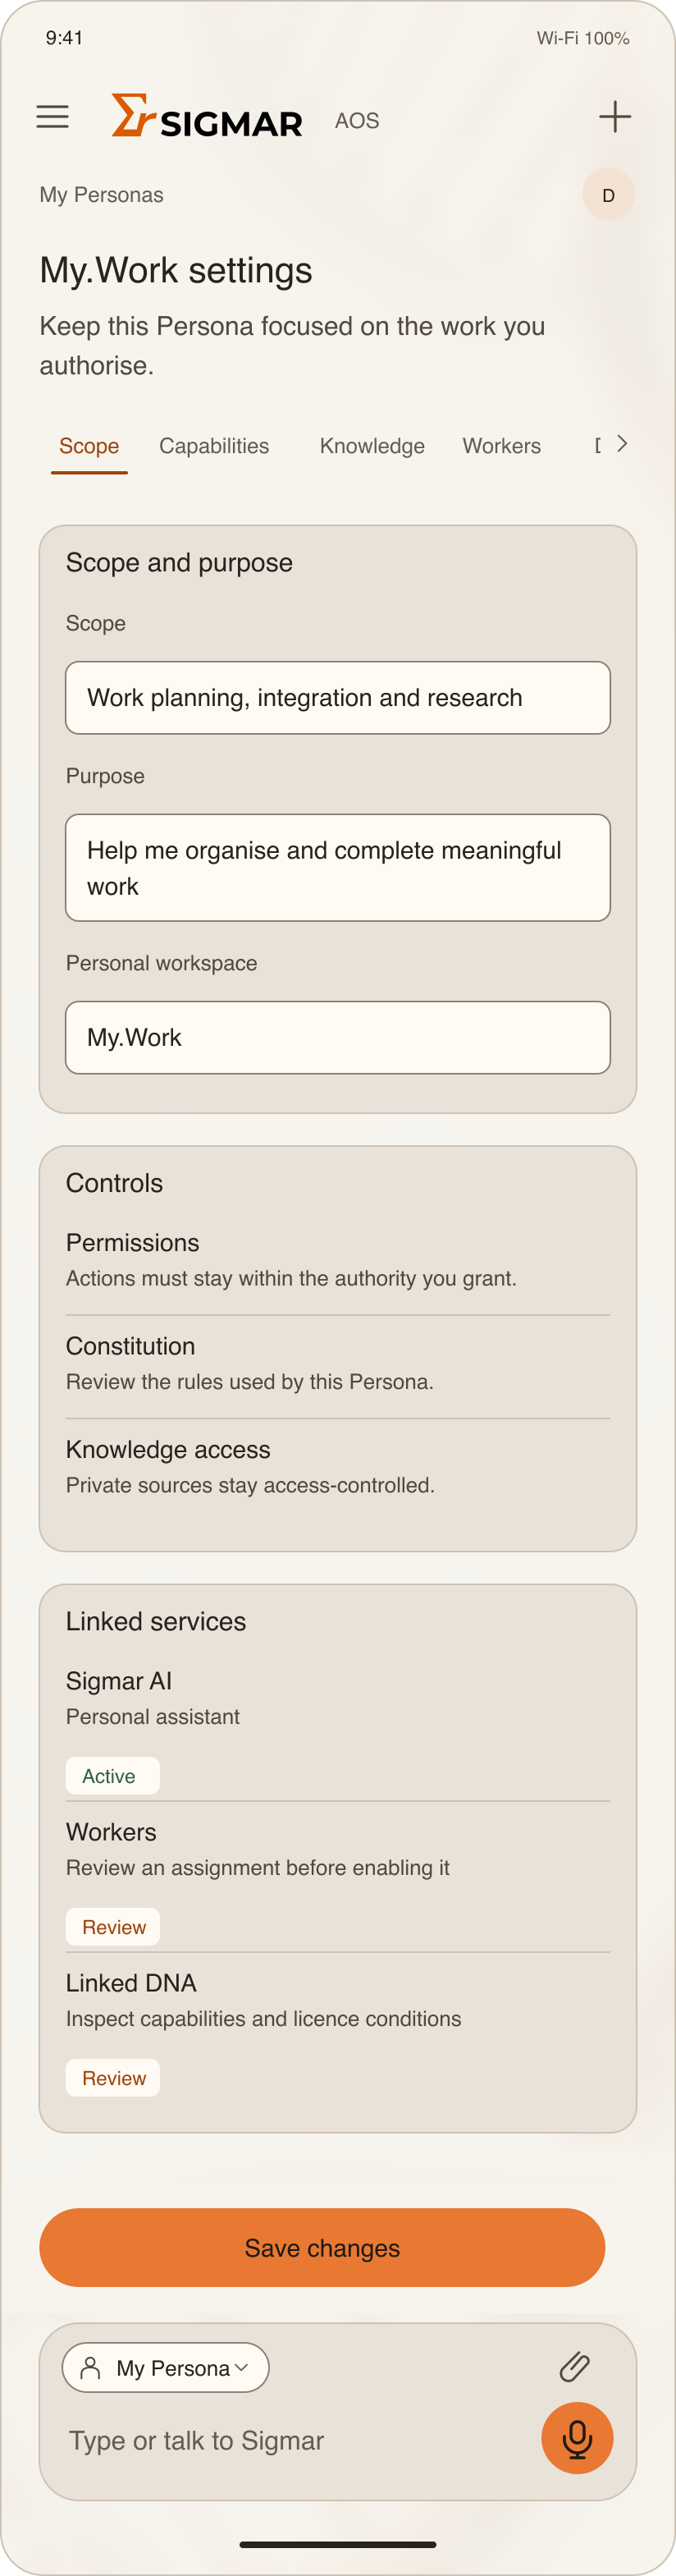 9:41
Wi-Fi 100%
Σr SIGMAR
AOS
My Personas
D
My.Work settings
Keep this Persona focused on the work you
authorise.
Scope
Capabilities
Knowledge
Workers
Scope and purpose
Scope
Work planning, integration and research
Purpose
Help me organise and complete meaningful
work
Personal workspace
My.Work
Controls
Permissions
Actions must stay within the authority you grant.
Constitution
Review the rules used by this Persona.
Knowledge access
Private sources stay access-controlled.
Linked services
Sigmar AI
Personal assistant
Active
Workers
Review an assignment before enabling it
Review
Linked DNA
Inspect capabilities and licence conditions
Review
Save changes
My Persona
Type or talk to Sigmar